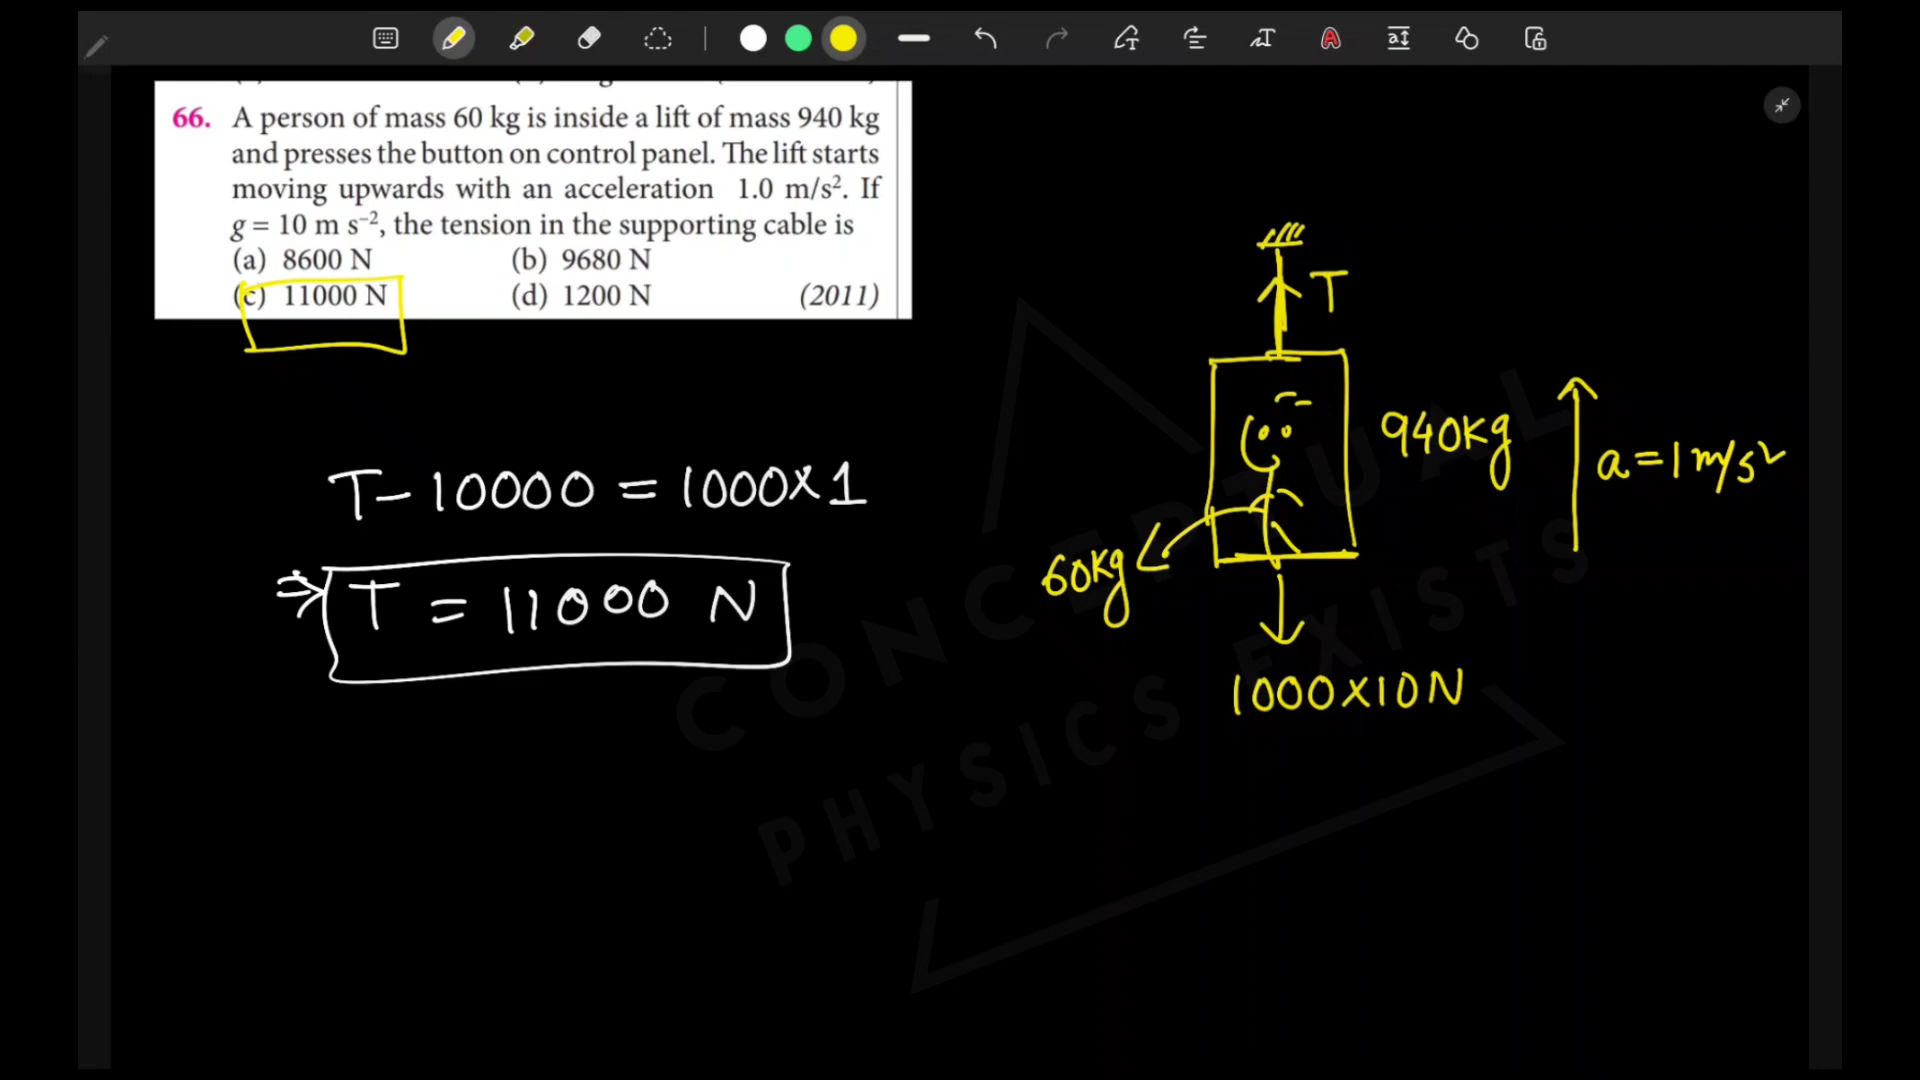 66. A person of mass 60 kg is inside a lift of mass 940 kg
and presses the button on control panel. The lift starts
moving upwards with an acceleration 1.0 m/s². If
g = 10 m s⁻², the tension in the supporting cable is
(a) 8600 N (b) 9680 N
(c) 11000 N (d) 1200 N (2011)
T
940kg
a=1m/s²
T-10000 = 1000×1
60kg
⇒ T = 11000 N
1000×10N
CONCEPTUAL
PHYSICS EXISTS